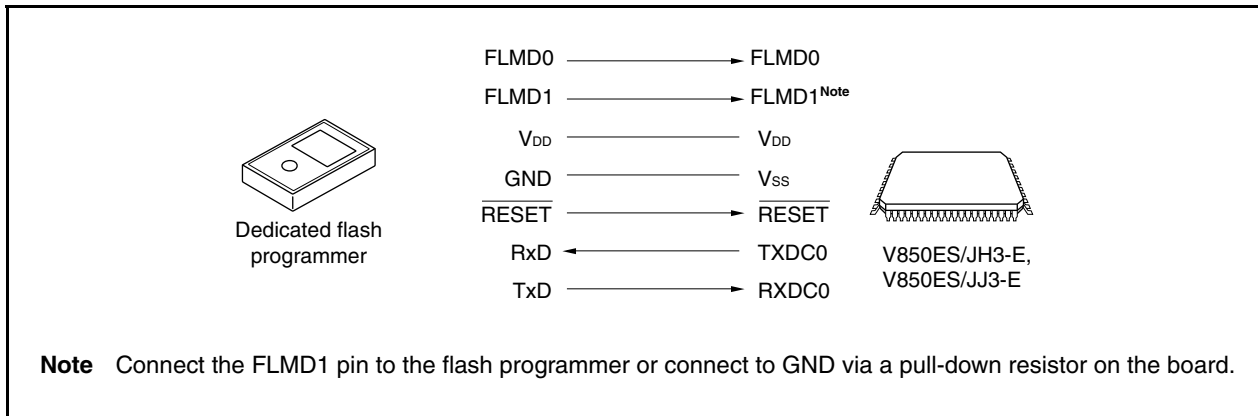 FLMD0 FLMD0
FLMD1 FLMD1Note
VDD VDD
GND VSS
RESET RESET
RxD TXDC0
TxD RXDC0
Dedicated flash
programmer
V850ES/JH3-E,
V850ES/JJ3-E
Note Connect the FLMD1 pin to the flash programmer or connect to GND via a pull-down resistor on the board.